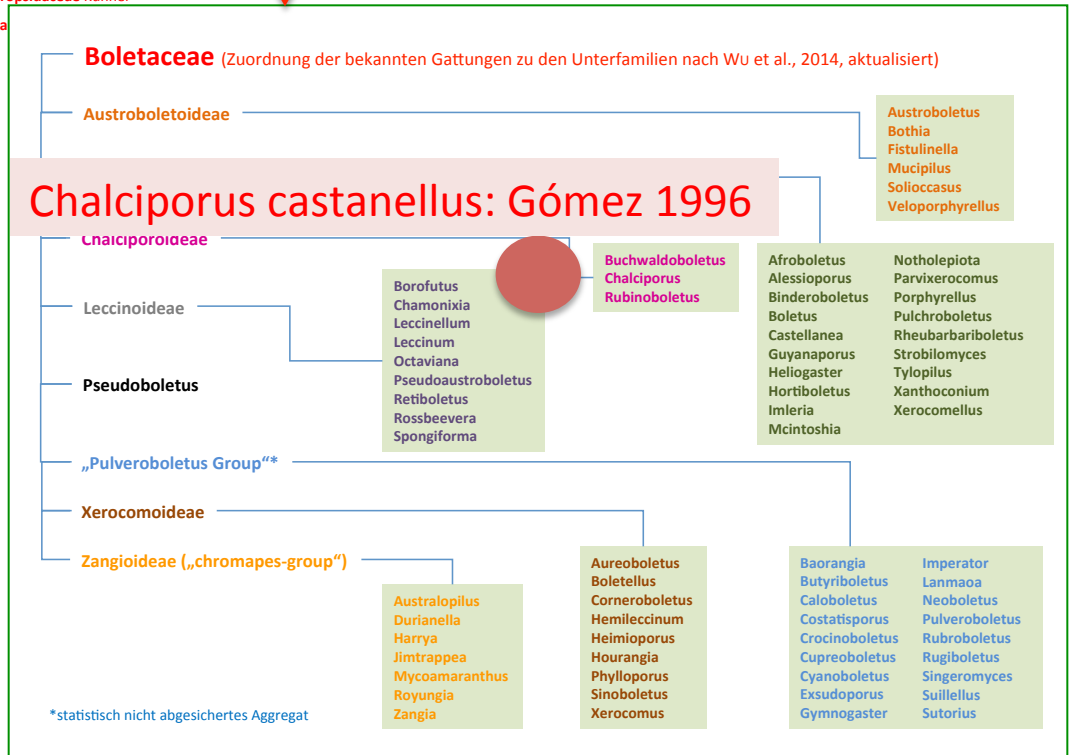 Boletaceae (Zuordnung der bekannten Gattungen zu den Unterfamilien nach Wu et al., 2014, aktualisiert)
Austroboletoideae
Austroboletus
Bothia
Fistulinella
Mucipilus
Solioccasus
Veloporphyrellus
Chalciporus castanellus: Gómez 1996
Chalciporoideae
Buchwaldoboletus
Chalciporus
Rubinoboletus
Afroboletus
Alessioporus
Binderoboletus
Boletus
Castellanea
Guyanaporus
Heliogaster
Hortiboletus
Imleria
Mcintoshia
Notholepiota
Parvixerocomus
Porphyrellus
Pulchroboletus
Rheubarbariboletus
Strobilomyces
Tylopilus
Xanthoconium
Xerocomellus
Leccinoideae
Borofutus
Chamonixia
Leccinellum
Leccinum
Octaviana
Pseudoaustroboletus
Retiboletus
Rossbeevera
Spongiforma
Pseudoboletus
„Pulveroboletus Group“*
Xerocomoideae
Zangioideae („chromapes-group“)
Australopilus
Durianella
Harrya
Jimtrappea
Mycoamaranthus
Royungia
Zangia
Aureoboletus
Boletellus
Corneroboletus
Hemileccinum
Heimioporus
Hourangia
Phylloporus
Sinoboletus
Xerocomus
Baorangia
Butyriboletus
Caloboletus
Costatisporus
Crocinoboletus
Cupreoboletus
Cyanoboletus
Exsudoporus
Gymnogaster
Imperator
Lanmaoa
Neoboletus
Pulveroboletus
Rubroboletus
Rugiboletus
Singeromyces
Suillellus
Sutorius
*statistisch nicht abgesichertes Aggregat